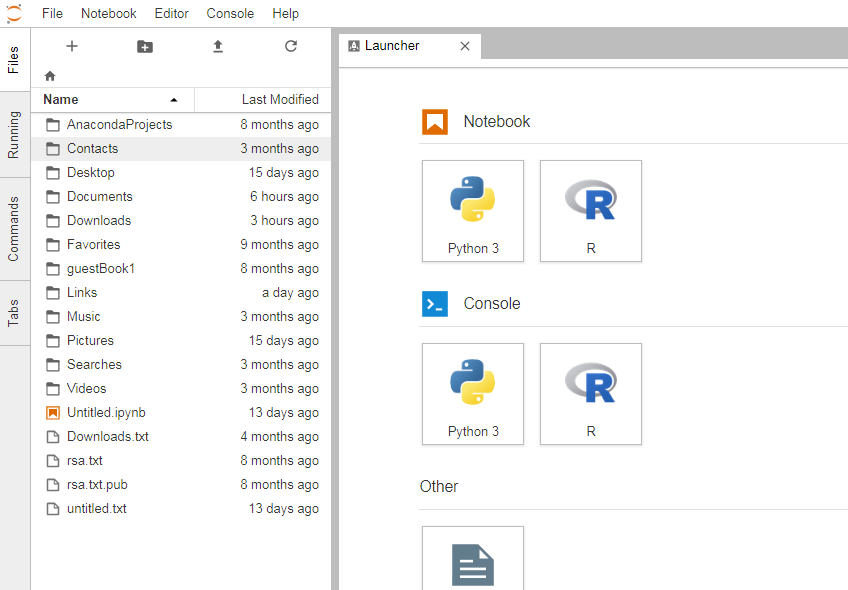 File Notebook Editor Console Help
Files
Running
Commands
Tabs
Name Last Modified
AnacondaProjects 8 months ago
Contacts 3 months ago
Desktop 15 days ago
Documents 6 hours ago
Downloads 3 hours ago
Favorites 9 months ago
guestBook1 8 months ago
Links a day ago
Music 3 months ago
Pictures 15 days ago
Searches 3 months ago
Videos 3 months ago
Untitled.ipynb 13 days ago
Downloads.txt 4 months ago
rsa.txt 8 months ago
rsa.txt.pub 8 months ago
untitled.txt 13 days ago
Launcher
Notebook
Python 3 R
Console
Python 3 R
Other